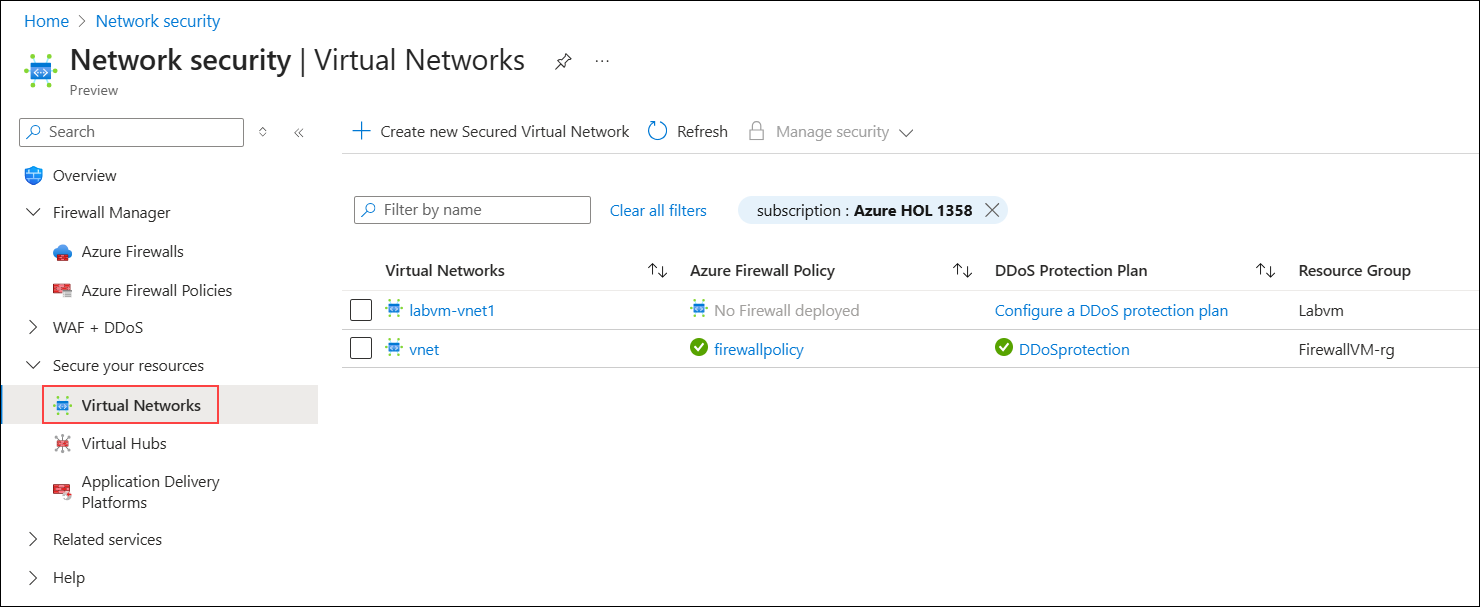 Home > Network security
Network security | Virtual Networks
Preview
Search
Overview
Firewall Manager
Azure Firewalls
Azure Firewall Policies
WAF + DDoS
Secure your resources
Virtual Networks
Virtual Hubs
Application Delivery
Platforms
Related services
Help
Create new Secured Virtual Network Refresh Manage security
Filter by name Clear all filters subscription : Azure HOL 1358
Virtual Networks Azure Firewall Policy DDoS Protection Plan Resource Group
labvm-vnet1 No Firewall deployed Configure a DDoS protection plan Labvm
vnet firewallpolicy DDoSprotection FirewallVM-rg